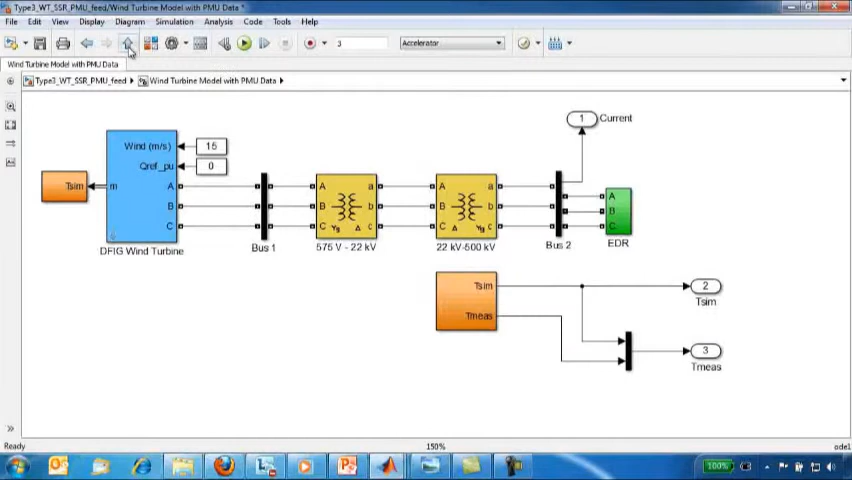 Type3_WT_SSR_PMU_feed/Wind Turbine Model with PMU Data *
File Edit View Display Diagram Simulation Analysis Code Tools Help
3 Accelerator
Wind Turbine Model with PMU Data
Type3_WT_SSR_PMU_feed Wind Turbine Model with PMU Data
1 Current
Wind (m/s) 15
Qref_pu 0
Tsim m A A a A a
B B b B b
C C Yg Δ c C Δ Yg c
A
B
C
DFIG Wind Turbine Bus 1 575 V - 22 kV 22 kV-500 kV Bus 2 EDR
Tsim 2
Tsim
Tmeas
3
Tmeas
Ready 150% ode1
100%